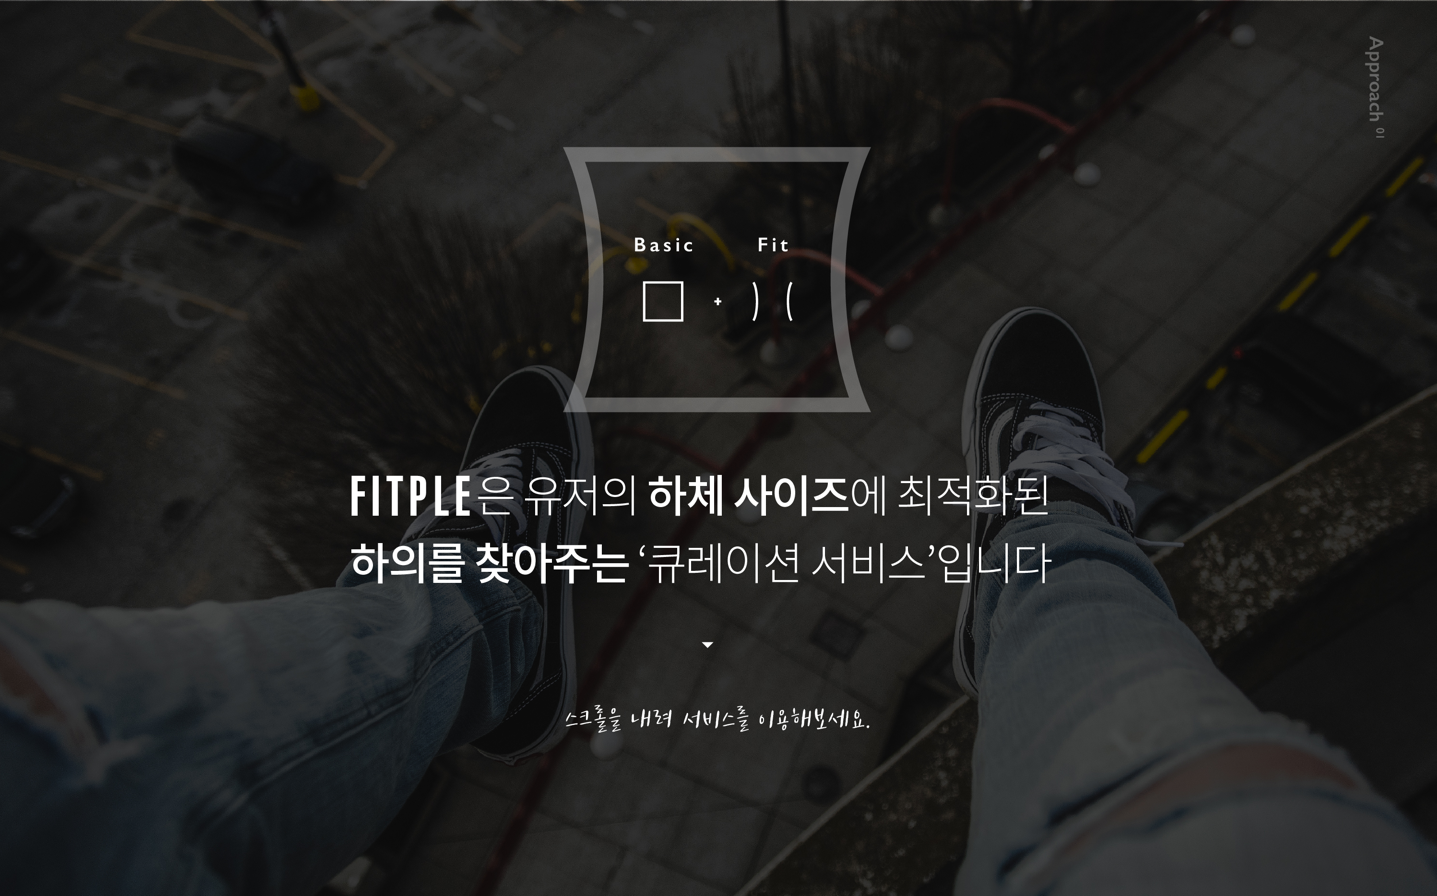 Approach 01
Basic Fit
+ ) (
FITPLE은 유저의 하체 사이즈에 최적화된
하의를 찾아주는 ‘큐레이션 서비스’입니다
스크롤을 내려 서비스를 이용해보세요.